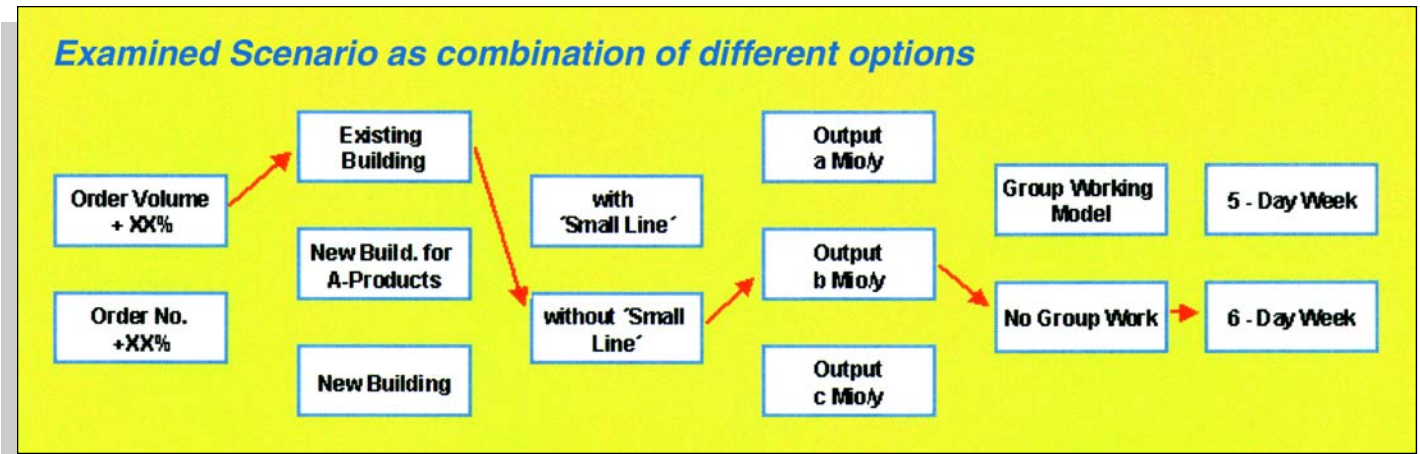 Examined Scenario as combination of different options
Order Volume
+ XX%
Order No.
+XX%
Existing
Building
New Build. for
A-Products
New Building
with
´Small Line´
without ´Small
Line´
Output
a Mio/y
Output
b Mio/y
Output
c Mio/y
Group Working
Model
No Group Work
5 - Day Week
6 - Day Week